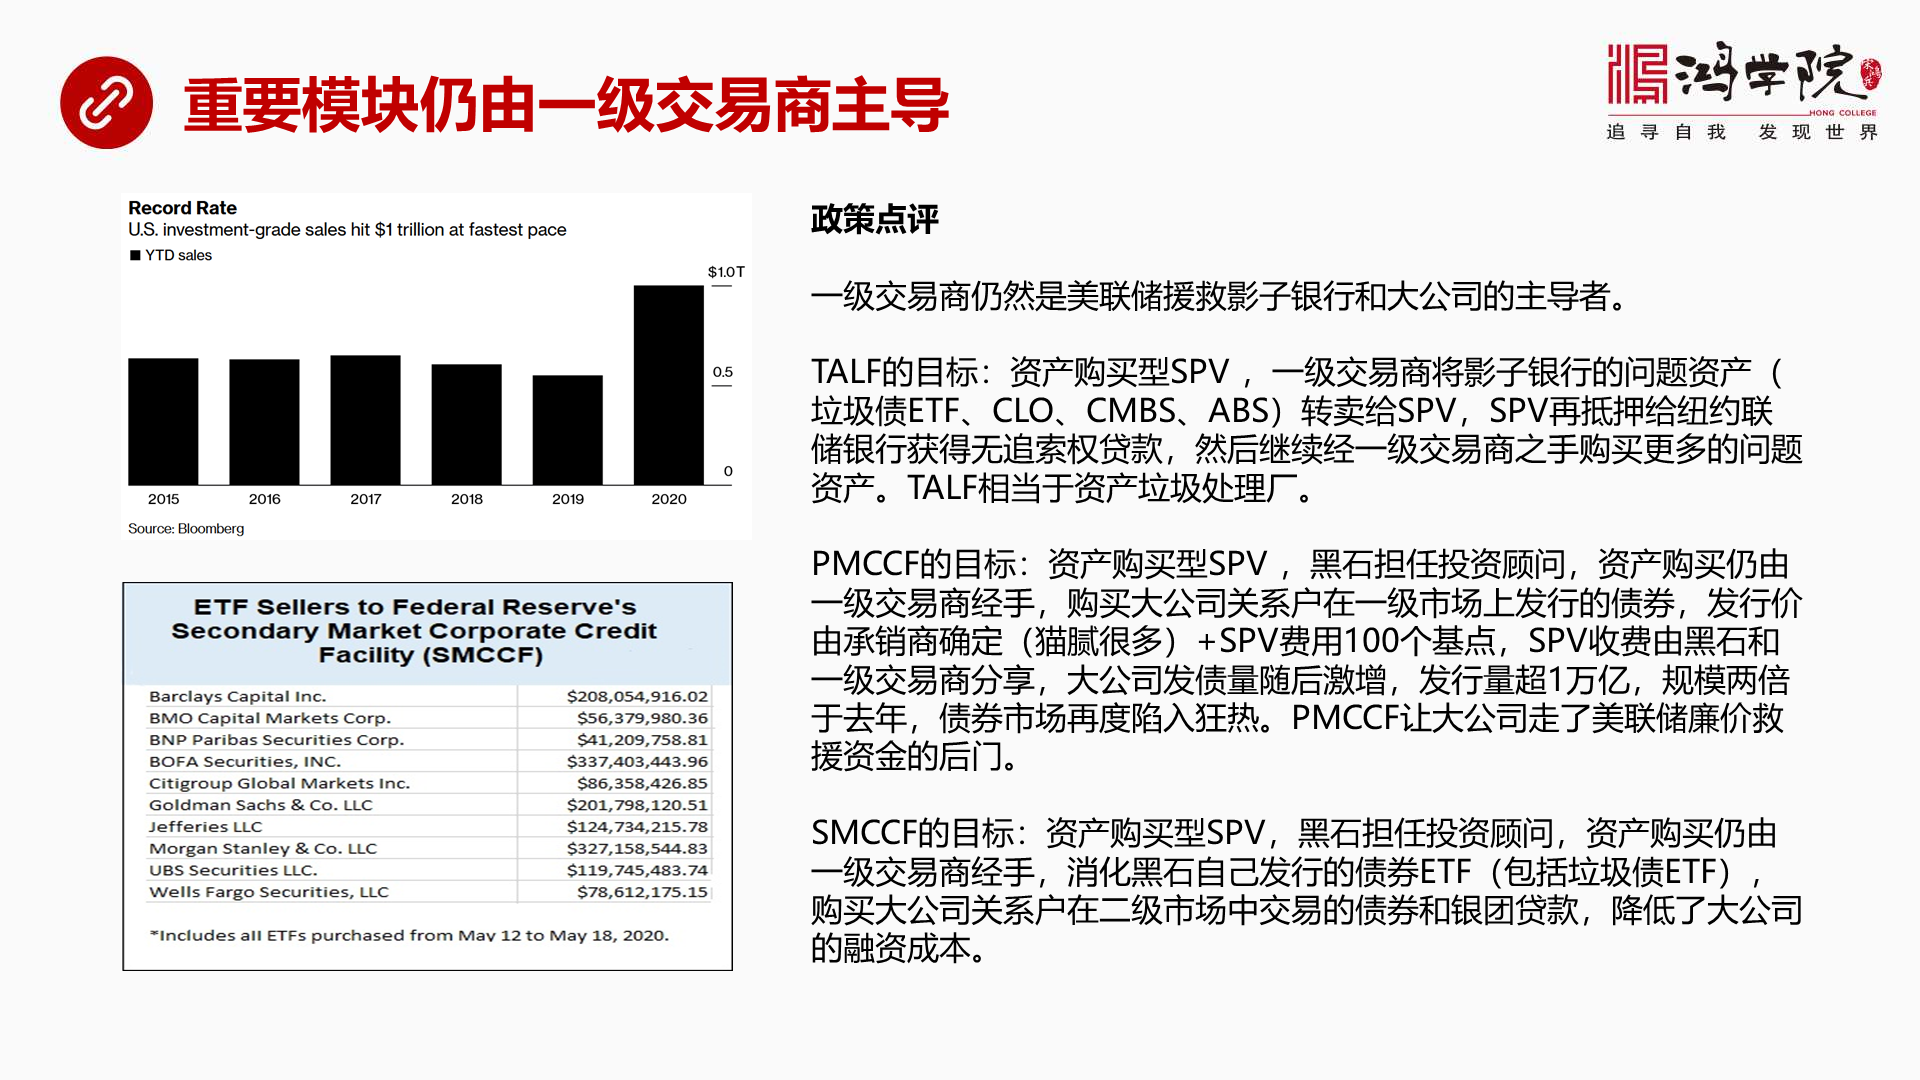 重要模块仍由一级交易商主导
鸿学院
HONG COLLEGE
追寻自我 发现世界
Record Rate
U.S. investment-grade sales hit $1 trillion at fastest pace
YTD sales
$1.0T
0.5
0
2015 2016 2017 2018 2019 2020
Source: Bloomberg
ETF Sellers to Federal Reserve's
Secondary Market Corporate Credit
Facility (SMCCF)
Barclays Capital Inc. $208,054,916.02
BMO Capital Markets Corp. $56,379,980.36
BNP Paribas Securities Corp. $41,209,758.81
BOFA Securities, INC. $337,403,443.96
Citigroup Global Markets Inc. $86,358,426.85
Goldman Sachs & Co. LLC $201,798,120.51
Jefferies LLC $124,734,215.78
Morgan Stanley & Co. LLC $327,158,544.83
UBS Securities LLC. $119,745,483.74
Wells Fargo Securities, LLC $78,612,175.15
*Includes all ETFs purchased from May 12 to May 18, 2020.
政策点评
一级交易商仍然是美联储援救影子银行和大公司的主导者。
TALF的目标：资产购买型SPV ，一级交易商将影子银行的问题资产（
垃圾债ETF、CLO、CMBS、ABS）转卖给SPV，SPV再抵押给纽约联
储银行获得无追索权贷款，然后继续经一级交易商之手购买更多的问题
资产。TALF相当于资产垃圾处理厂。
PMCCF的目标：资产购买型SPV ，黑石担任投资顾问，资产购买仍由
一级交易商经手，购买大公司关系户在一级市场上发行的债券，发行价
由承销商确定（猫腻很多）+SPV费用100个基点，SPV收费由黑石和
一级交易商分享，大公司发债量随后激增，发行量超1万亿，规模两倍
于去年，债券市场再度陷入狂热。PMCCF让大公司走了美联储廉价救
援资金的后门。
SMCCF的目标：资产购买型SPV，黑石担任投资顾问，资产购买仍由
一级交易商经手，消化黑石自己发行的债券ETF（包括垃圾债ETF），
购买大公司关系户在二级市场中交易的债券和银团贷款，降低了大公司
的融资成本。